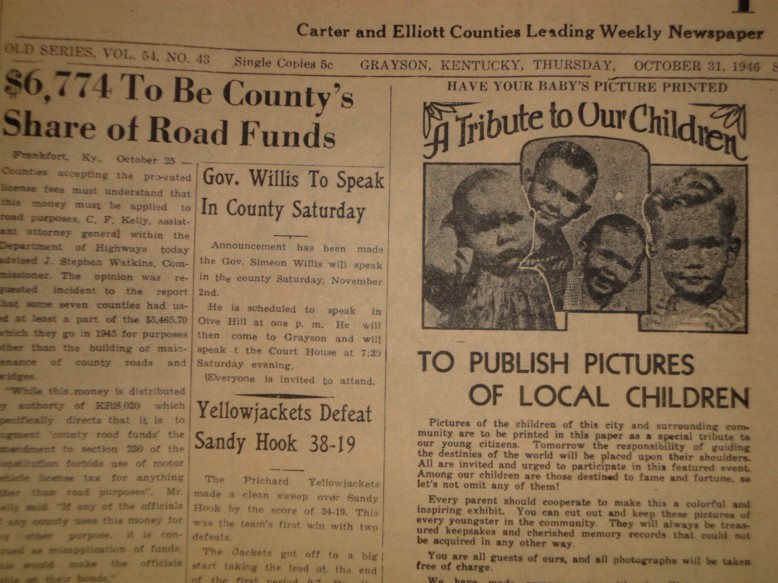 Carter and Elliott Counties Leading Weekly Newspaper
OLD SERIES, VOL. 54, NO. 43
Single Copies 5c
GRAYSON, KENTUCKY, THURSDAY,
OCTOBER 31, 1946
$6,774 To Be County's
Share of Road Funds
Frankfort, Ky., October 25 —
Counties accepting the pro-rated
license fees must understand that
this money must be applied to
road purposes, C. F. Kelly, assist-
ant attorney general within the
Department of Highways today
advised J. Stephen Watkins, Com-
missioner. The opinion was re-
quested incident to the report
that some seven counties had us-
ed at least a part of the $5,465.70
which they go in 1945 for purposes
other than the building or main-
enance of county roads and
ridges.
"While this money is distributed
y authority of KRS,020 which
pecifically directs that it is to
ugment 'county road funds' the
mendment to section 230 of the
onstitution forbids use of motor
ehicle license tax for anything
ther than road purposes", Mr.
elly said. "If any of the officials
f any county uses this money for
y other purpose, it is con-
rued as misapplication of funds,
his would make the officials
on their bonds."
Gov. Willis To Speak
In County Saturday
Announcement has been made
the Gov. Simeon Willis will speak
in the county Saturday, November
2nd.
He is scheduled to speak in
Oive Hill at one p. m. He will
then come to Grayson and will
speak t the Court House at 7:30
Saturday evening.
Everyone is invited to attend.
Yellowjackets Defeat
Sandy Hook 38-19
The Prichard Yellowjackets
made a clean sweep over Sandy
Hook by the score of 34-19. This
was the team's first win with two
defeats.
The Jackets got off to a big
start taking the lead at the end
of the first period
HAVE YOUR BABY'S PICTURE PRINTED
A Tribute to Our Children
TO PUBLISH PICTURES
OF LOCAL CHILDREN
Pictures of the children of this city and surrounding com-
munity are to be printed in this paper as a special tribute to
our young citizens. Tomorrow the responsibility of guiding
the destinies of the world will be placed upon their shoulders.
All are invited and urged to participate in this featured event.
Among our children are those destined to fame and fortune, so
let's not omit any of them!
Every parent should cooperate to make this a colorful and
inspiring exhibit. You can cut out and keep these pictures of
every youngster in the community. They will always be treas-
ured keepsakes and cherished memory records that could not
be acquired in any other way.
You are all guests of ours, and all photographs will be taken
free of charge.